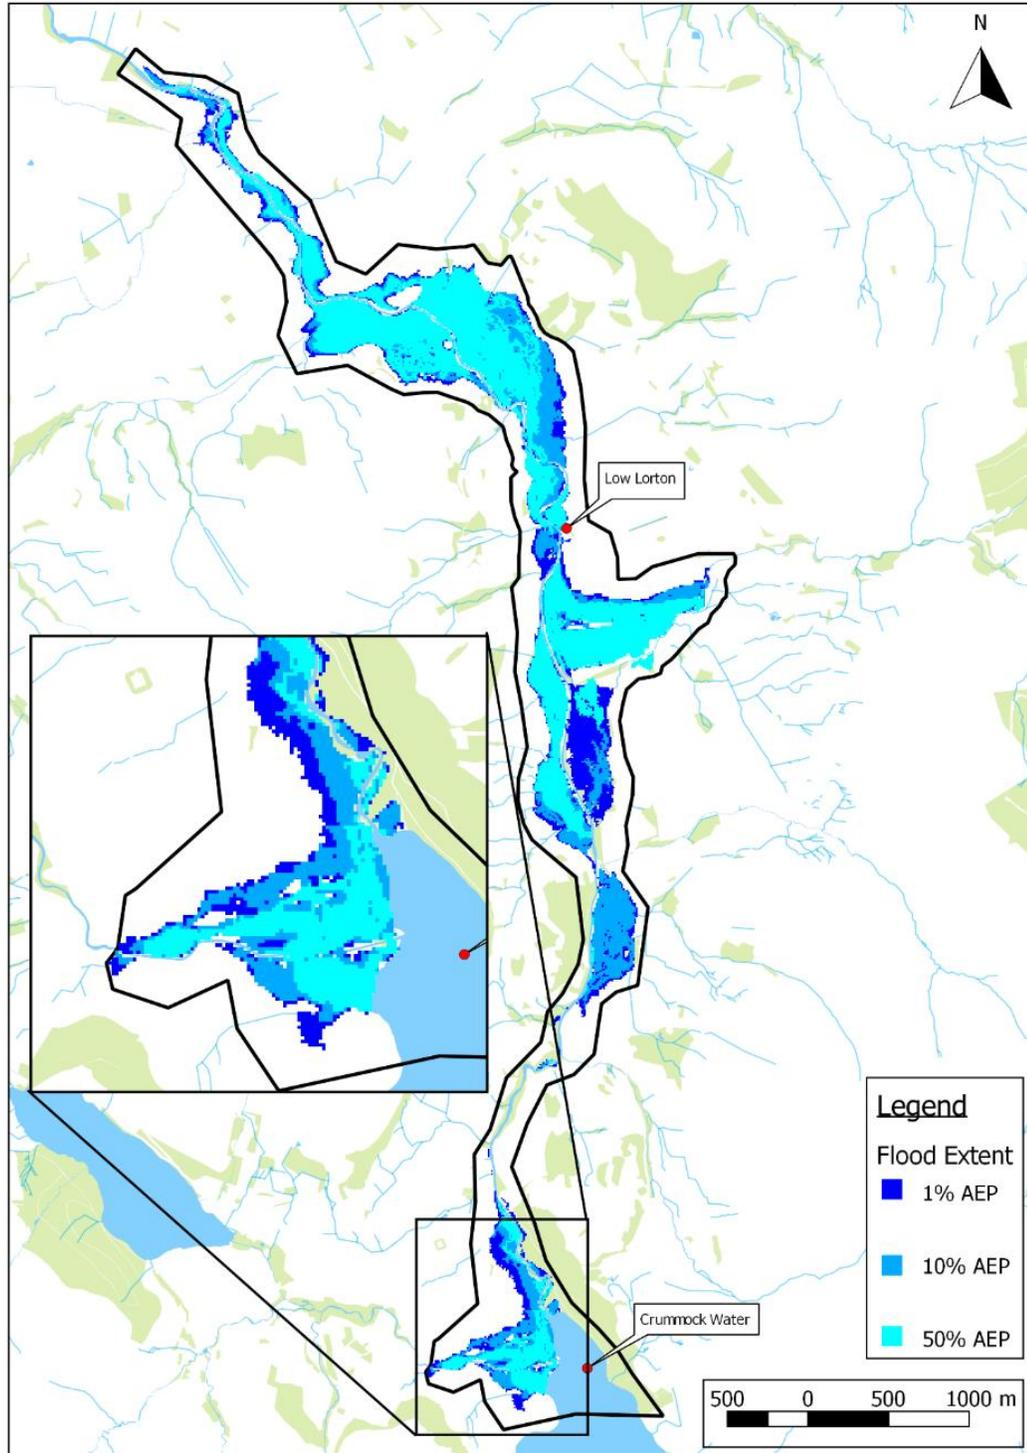 N
Low Lorton
Legend
Flood Extent
1% AEP
10% AEP
50% AEP
Crummock Water
500 0 500 1000 m